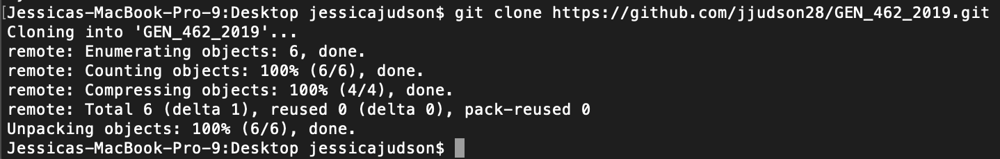 [Jessicas-MacBook-Pro-9:Desktop jessicajudson$ git clone https://github.com/jjudson28/GEN_462_2019.git
Cloning into 'GEN_462_2019'...
remote: Enumerating objects: 6, done.
remote: Counting objects: 100% (6/6), done.
remote: Compressing objects: 100% (4/4), done.
remote: Total 6 (delta 1), reused 0 (delta 0), pack-reused 0
Unpacking objects: 100% (6/6), done.
Jessicas-MacBook-Pro-9:Desktop jessicajudson$